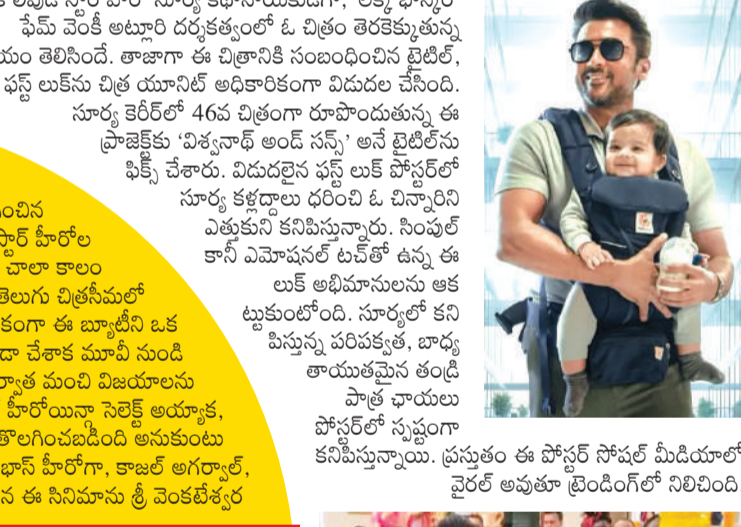 ఫేమ్ వెంకీ అట్లూరి దర్శకత్వంలో ఓ చిత్రం తెరకెక్కుతున్న
యం తెలిసిందే. తాజాగా ఈ చిత్రానికి సంబంధించిన టైటిల్,
ఫస్ట్ లుక్‌ను చిత్ర యూనిట్ అధికారికంగా విడుదల చేసింది.
సూర్య కెరీర్‌లో 46వ చిత్రంగా రూపొందుతున్న ఈ
ప్రాజెక్ట్‌కు ‘విశ్వనాథ్ అండ్ సన్స్’ అనే టైటిల్‌ను
ఫిక్స్ చేశారు. విడుదలైన ఫస్ట్ లుక్ పోస్టర్‌లో
సూర్య కళ్లద్దాలు ధరించి ఓ చిన్నారిని
ఎత్తుకుని కనిపిస్తున్నారు. సింపుల్
కానీ ఎమోషనల్ టచ్‌తో ఉన్న ఈ
లుక్ అభిమానులను ఆక
ట్టుకుంటోంది. సూర్యలో కని
పిస్తున్న పరిపక్వత, బాధ్య
తాయుతమైన తండ్రి
పాత్ర ఛాయలు
పోస్టర్‌లో స్పష్టంగా
కనిపిస్తున్నాయి. ప్రస్తుతం ఈ పోస్టర్ సోషల్ మీడియాలో
వైరల్ అవుతూ ట్రెండింగ్‌లో నిలిచింది.
ంచిన
స్టార్ హీరోల
చాలా కాలం
తెలుగు చిత్రసీమలో
కంగా ఈ బ్యూటీని ఒక
డా చేశాక మూవీ నుండి
ర్వాత మంచి విజయాలను
హీరోయిన్గా సెలెక్ట్ అయ్యాక,
తొలగించబడింది అనుకుంటు
భాస్ హీరోగా, కాజల్ అగర్వాల్,
న ఈ సినిమాను శ్రీ వెంకటేశ్వర